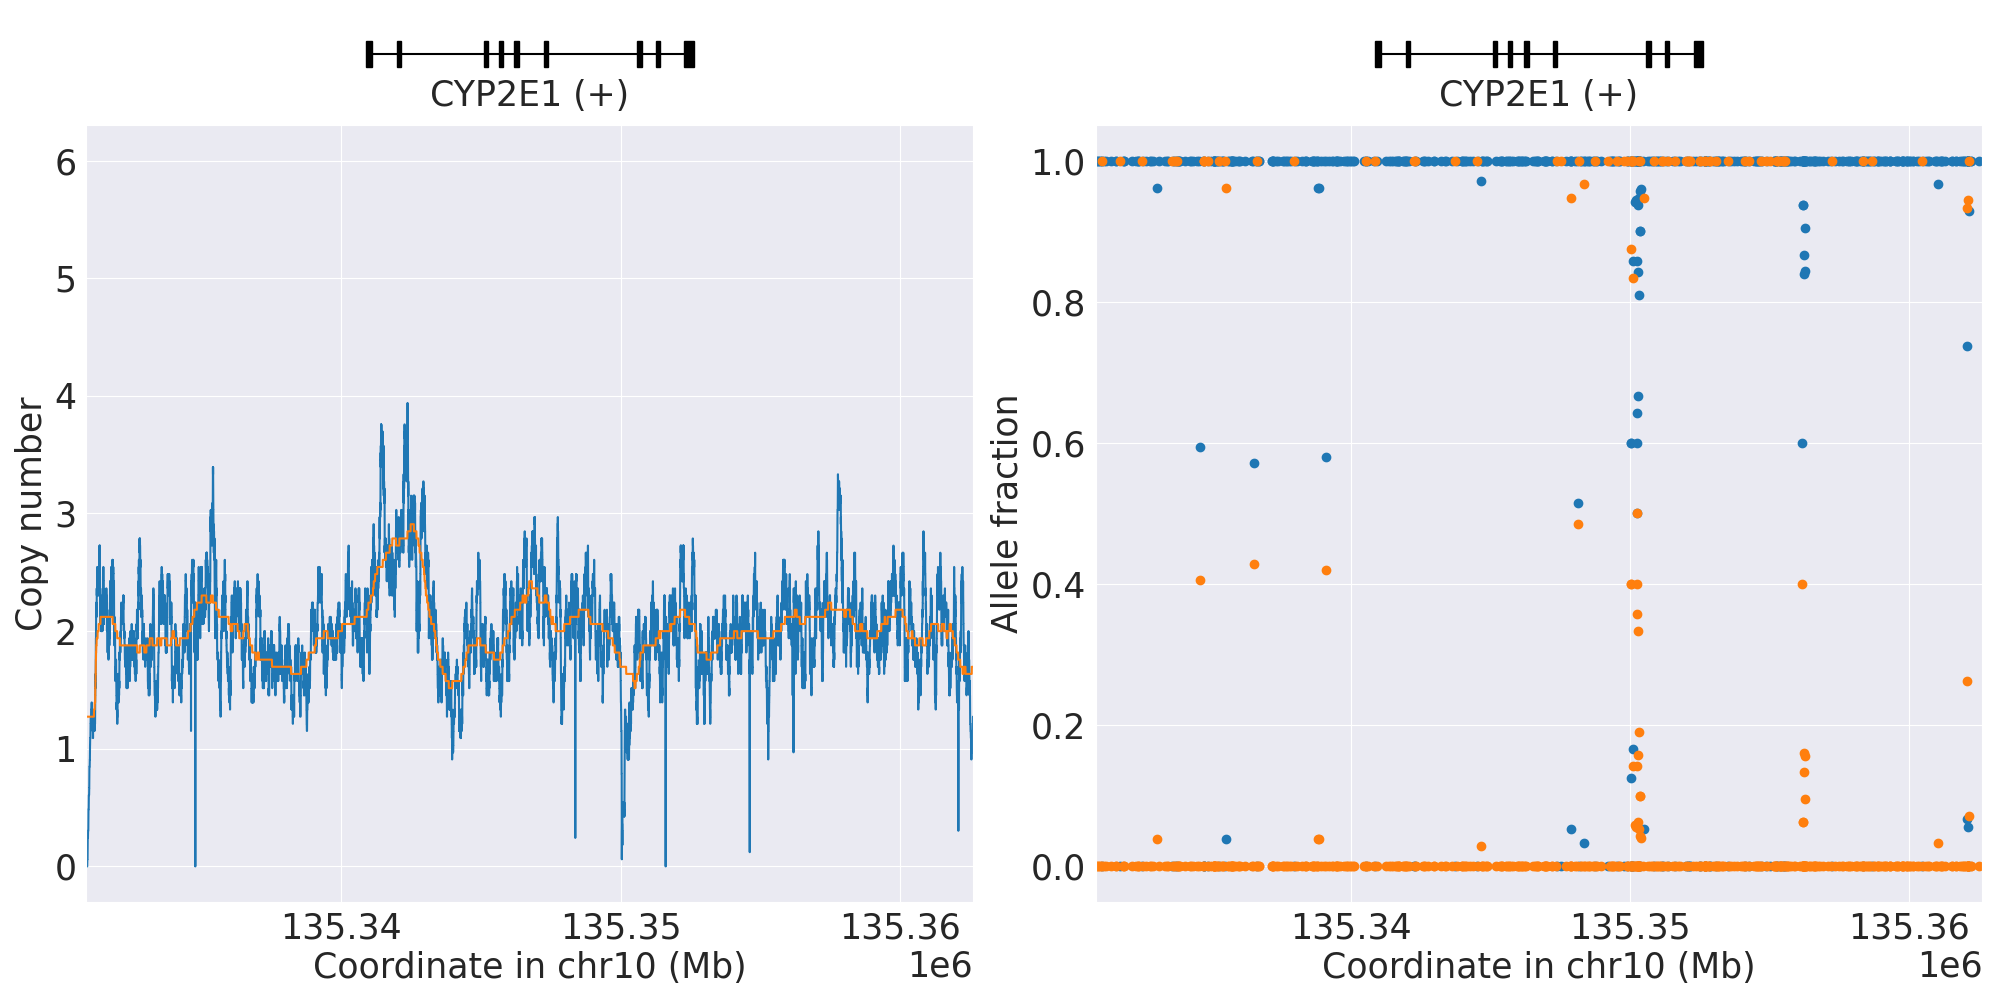 CYP2E1 (+)
6
5
4
3
2
1
0
Copy number
135.34 135.35 135.36
Coordinate in chr10 (Mb)
1e6
CYP2E1 (+)
1.0
0.8
0.6
0.4
0.2
0.0
Allele fraction
135.34 135.35 135.36
Coordinate in chr10 (Mb)
1e6